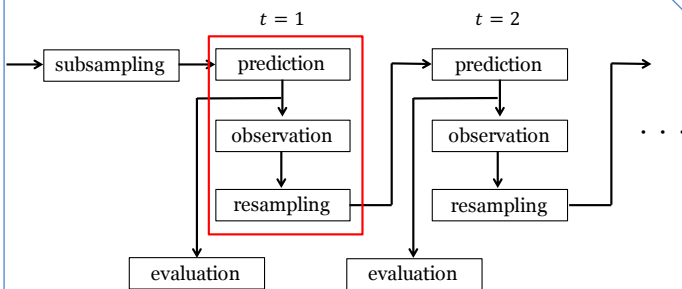 t = 1
t = 2
subsampling
prediction
prediction
observation
observation
. . .
resampling
resampling
evaluation
evaluation